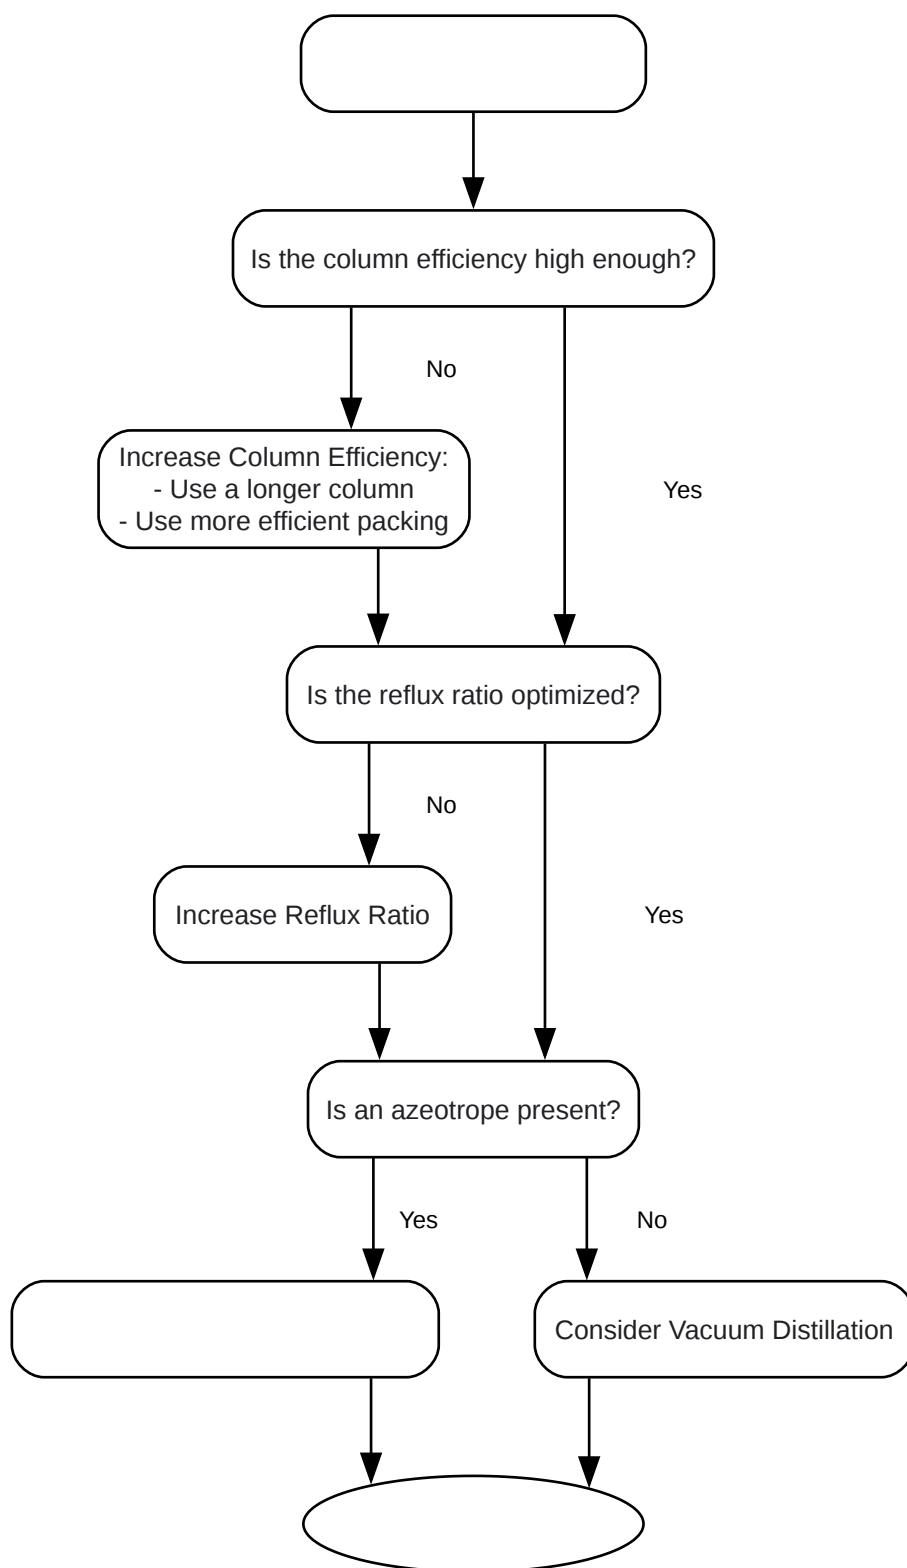 Is the column efficiency high enough?
No
Increase Column Efficiency:
- Use a longer column
- Use more efficient packing
Yes
Is the reflux ratio optimized?
No
Increase Reflux Ratio
Yes
Is an azeotrope present?
Yes
No
Consider Vacuum Distillation